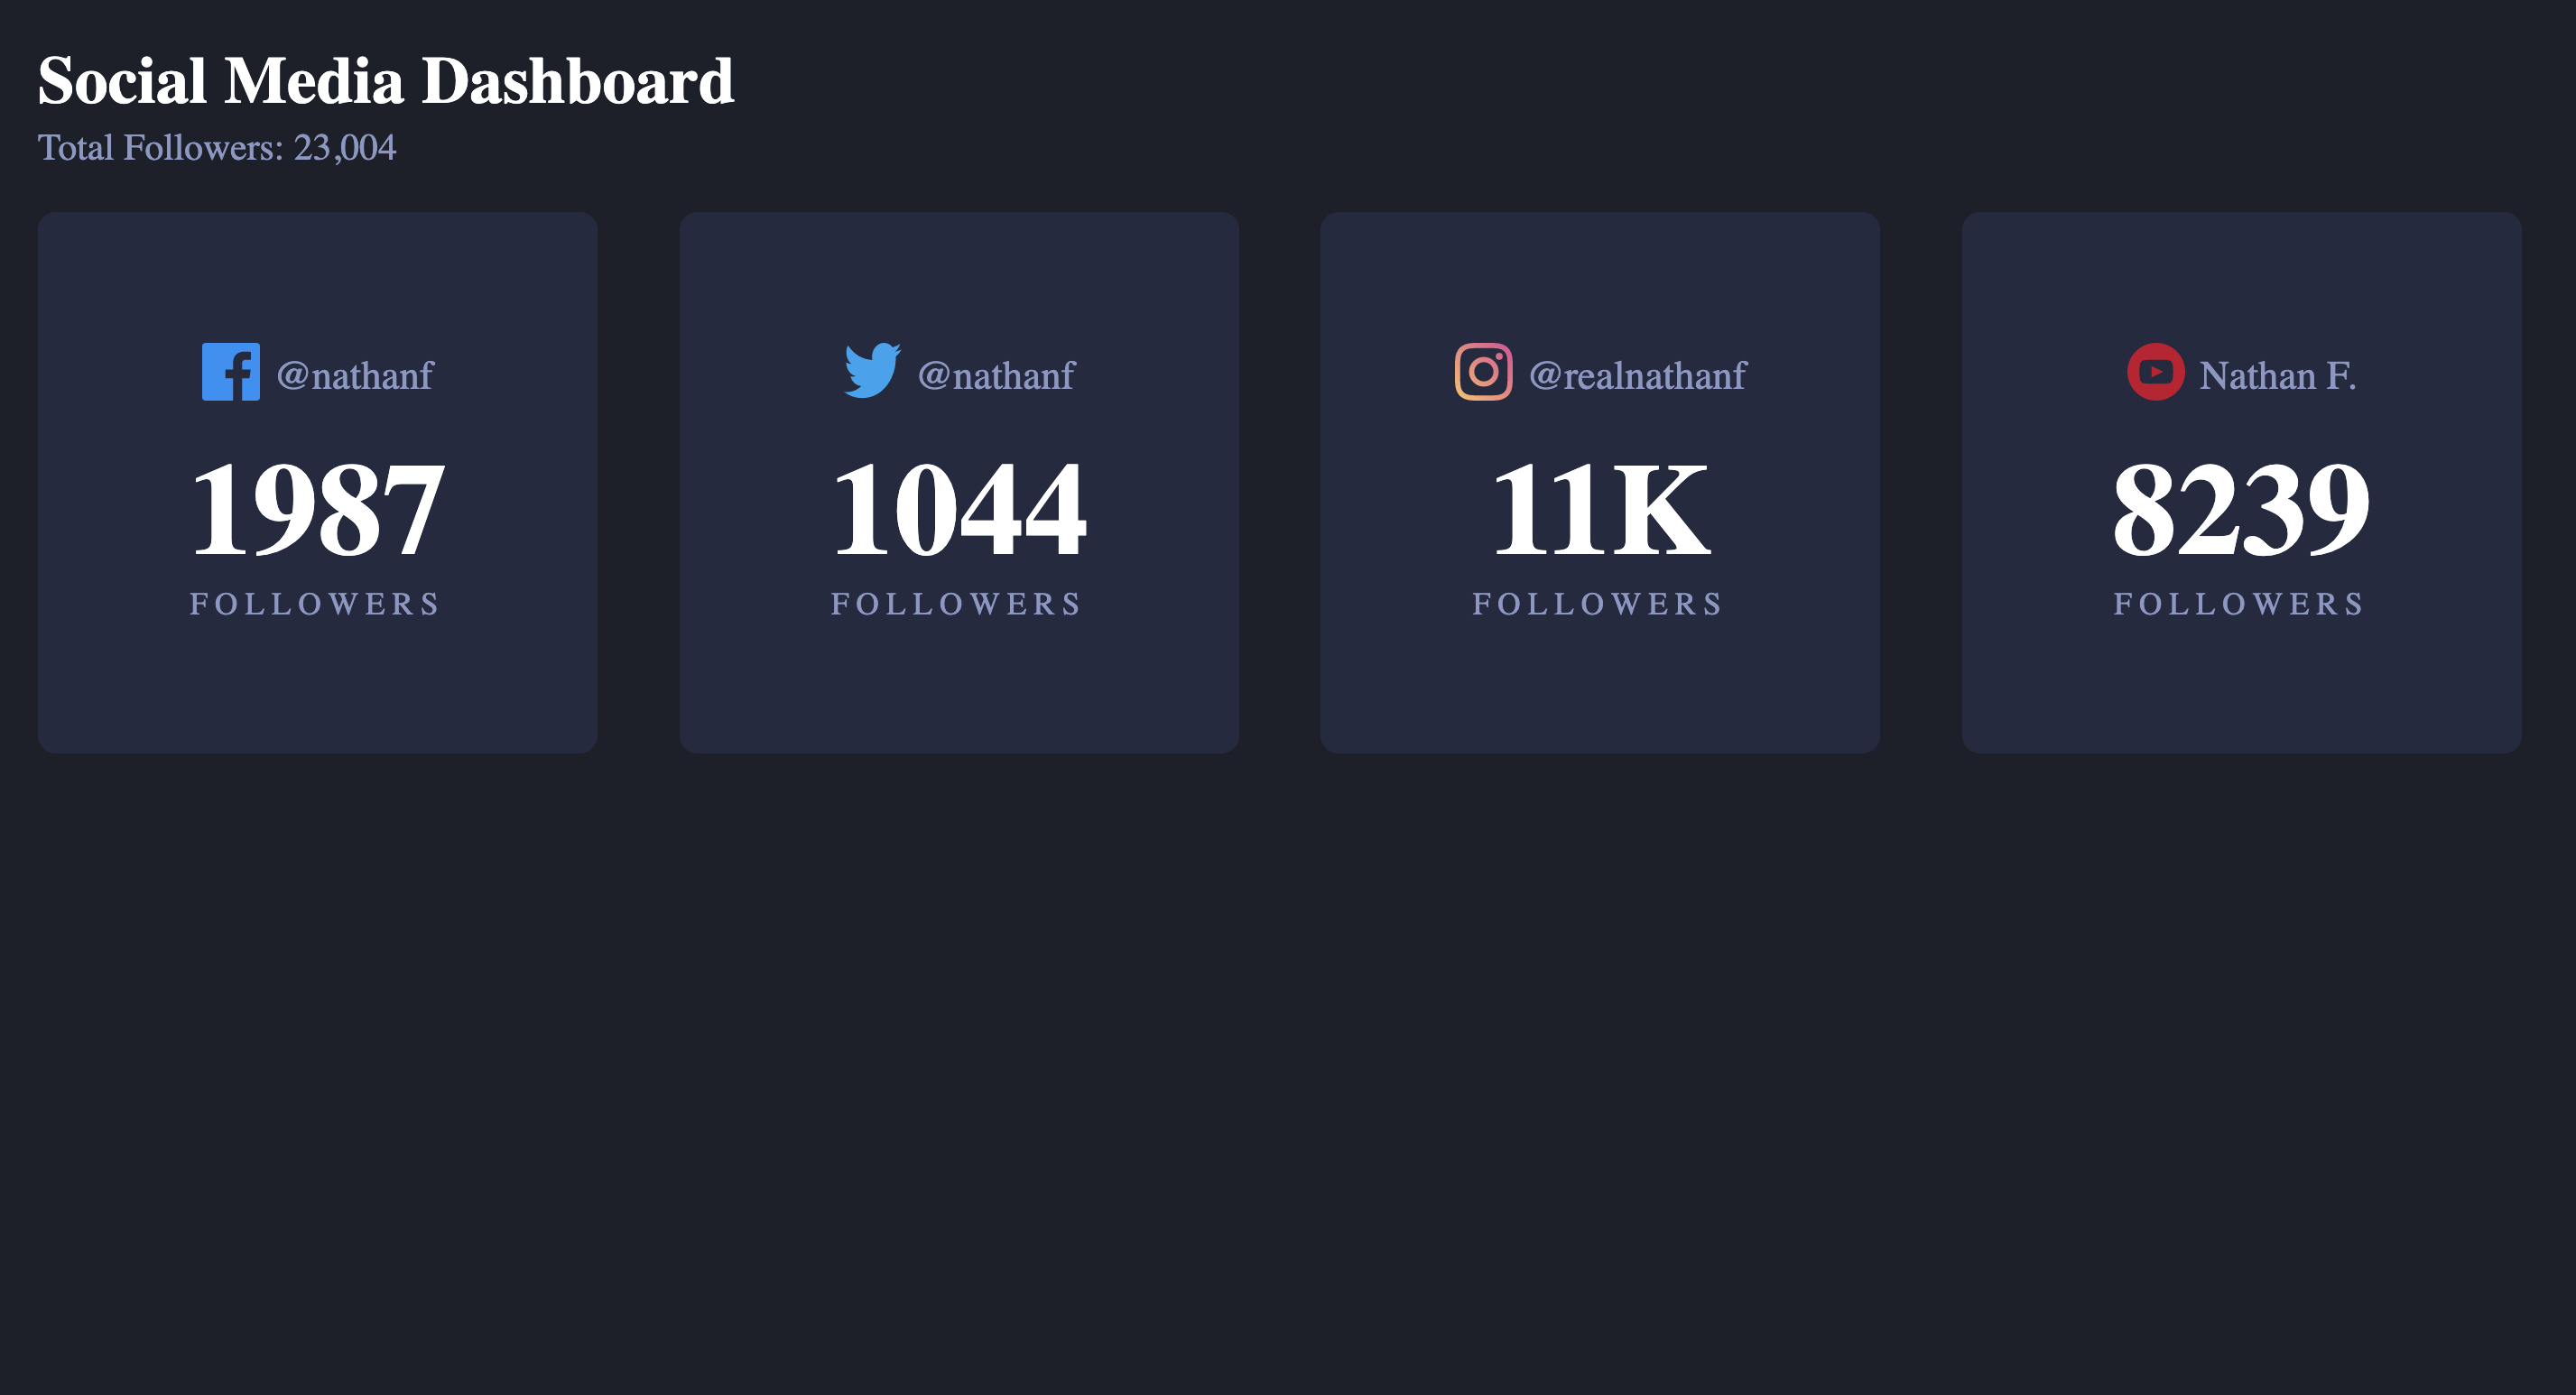 Social Media Dashboard
Total Followers: 23,004
@nathanf
1987
FOLLOWERS
@nathanf
1044
FOLLOWERS
@realnathanf
11K
FOLLOWERS
Nathan F.
8239
FOLLOWERS